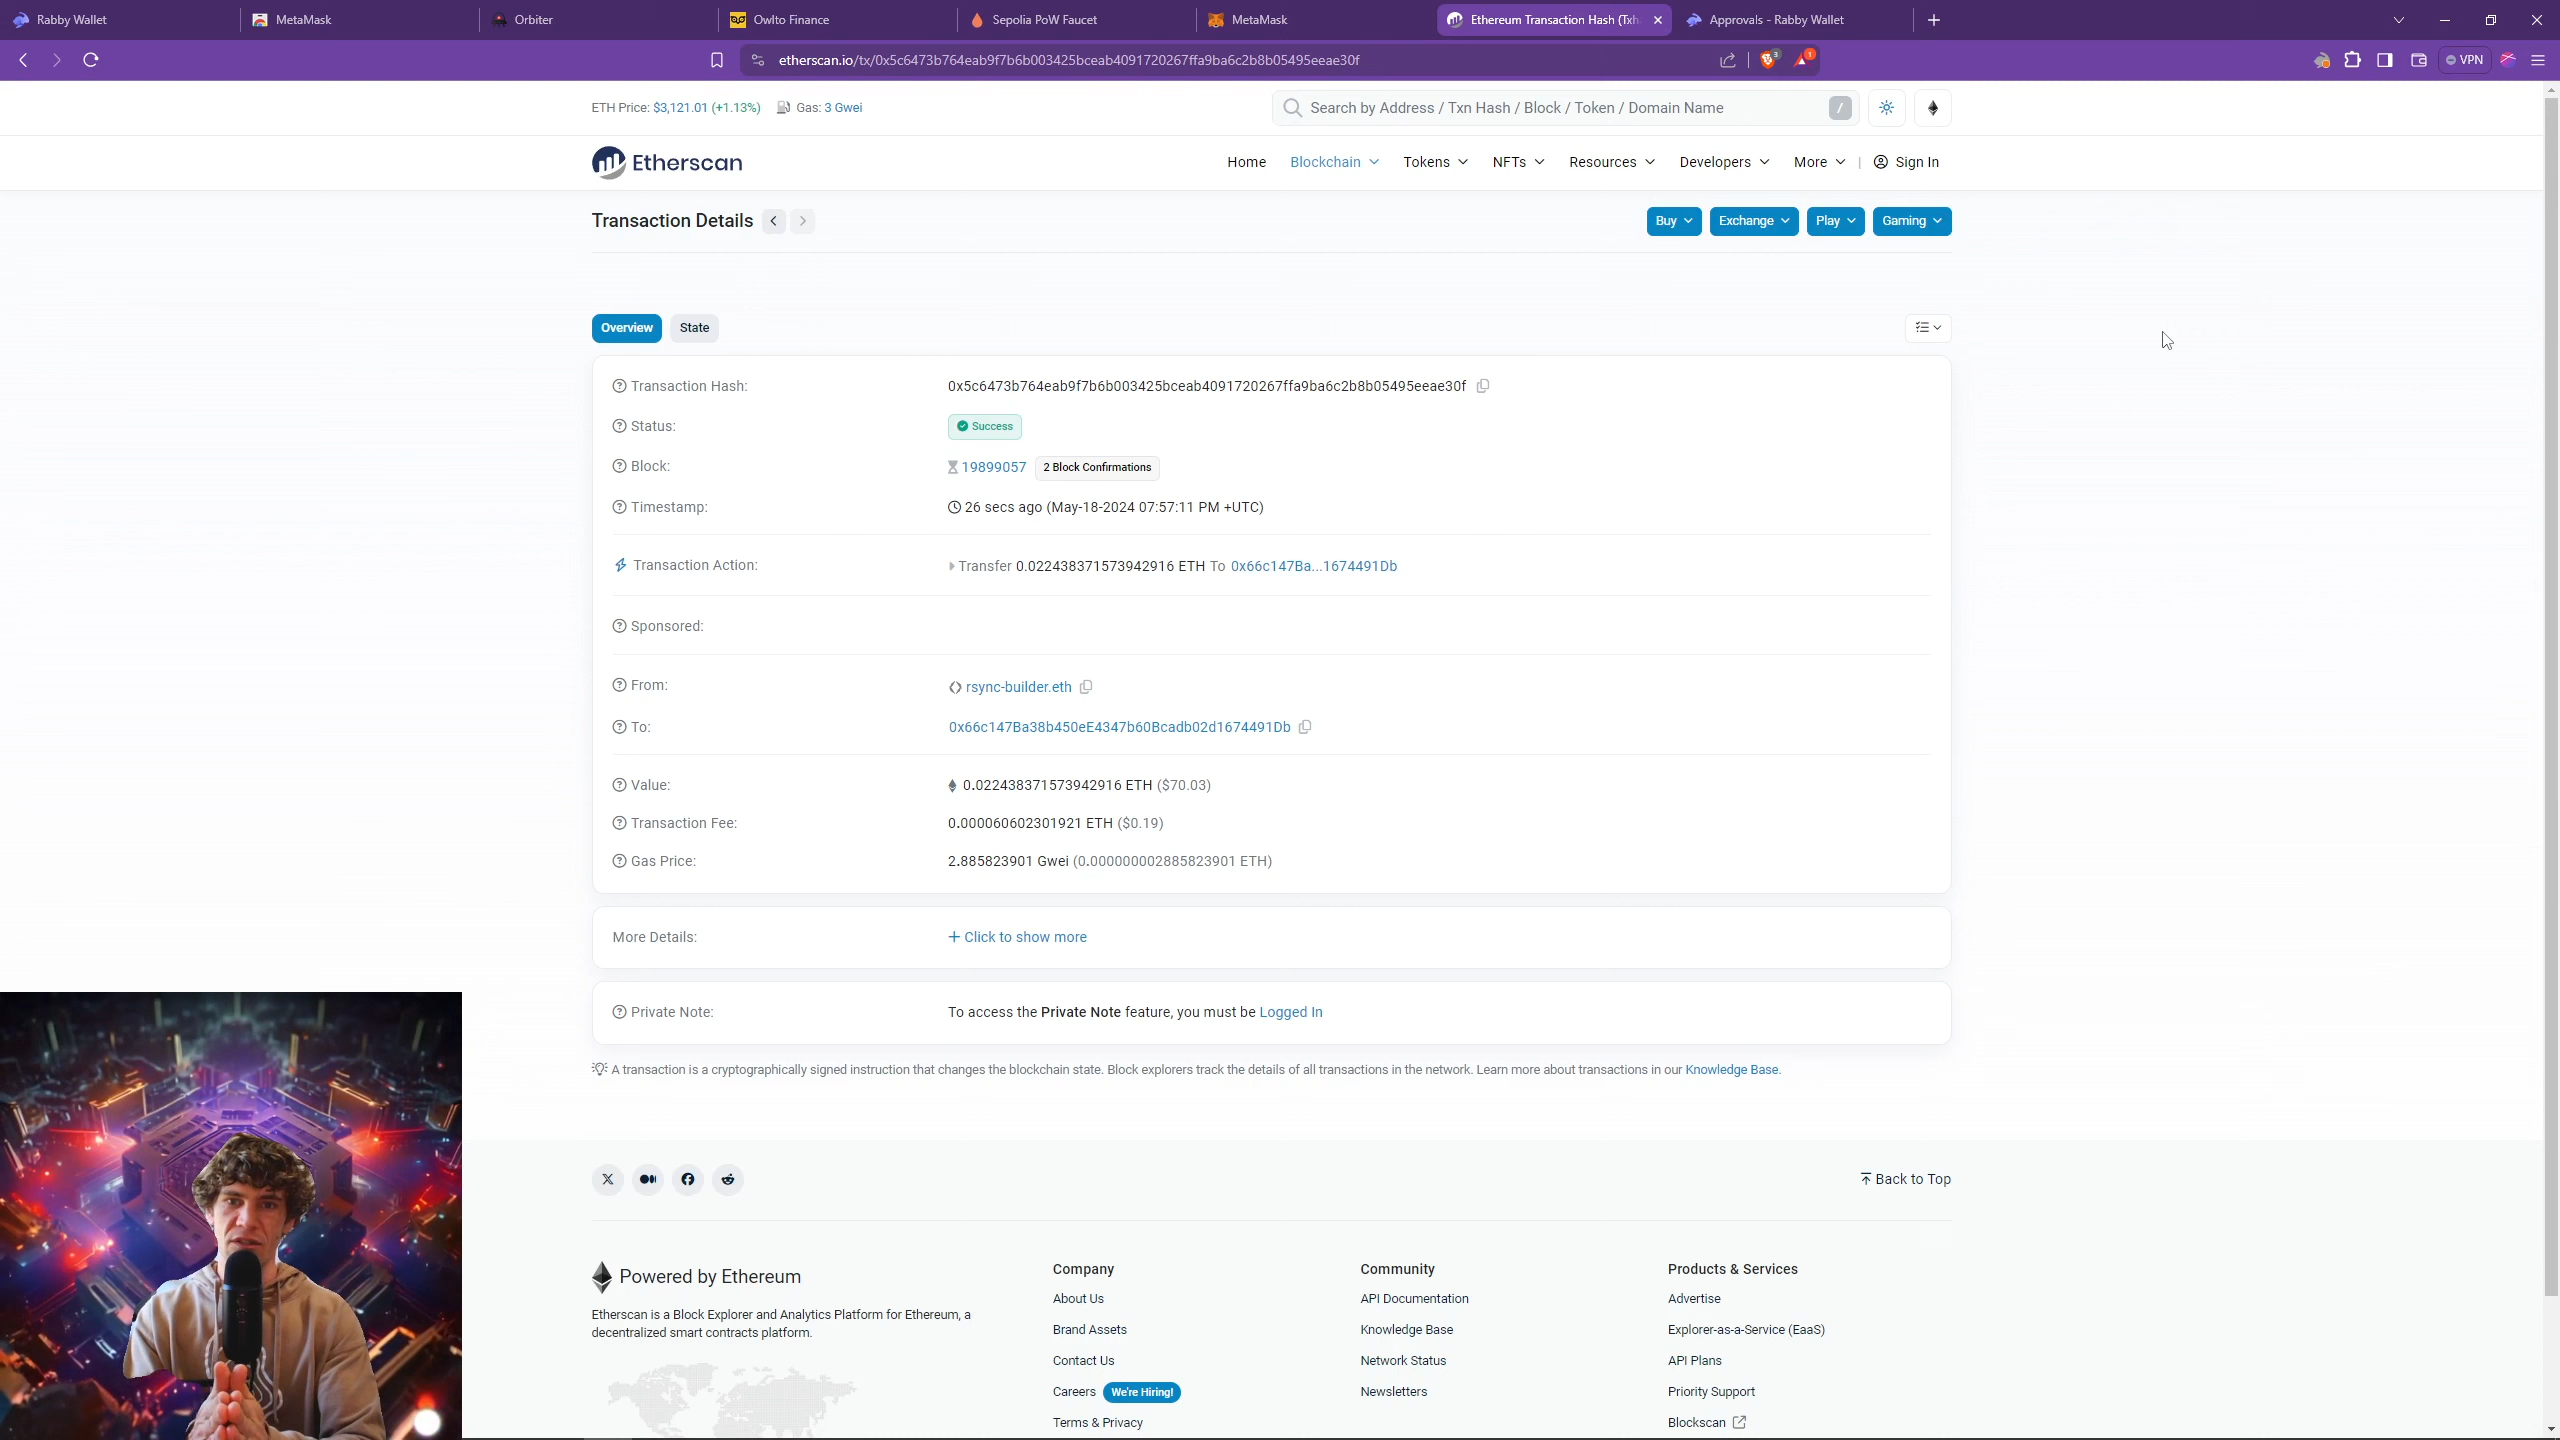 Rabby Wallet
MetaMask
Orbiter
Owlto Finance
Sepolia PoW Faucet
MetaMask
Ethereum Transaction Hash (Txh
Approvals - Rabby Wallet
etherscan.io/tx/0x5c6473b764eab9f7b6b003425bceab4091720267ffa9ba6c2b8b05495eeae30f
3
1
VPN
ETH Price: $3,121.01 (+1.13%) Gas: 3 Gwei
Search by Address / Txn Hash / Block / Token / Domain Name /
Etherscan
Home Blockchain Tokens NFTs Resources Developers More | Sign In
Transaction Details
Buy Exchange Play Gaming
Overview State
Transaction Hash: 0x5c6473b764eab9f7b6b003425bceab4091720267ffa9ba6c2b8b05495eeae30f
Status: Success
Block: 19899057 2 Block Confirmations
Timestamp: 26 secs ago (May-18-2024 07:57:11 PM +UTC)
Transaction Action: Transfer 0.022438371573942916 ETH To 0x66c147Ba...1674491Db
Sponsored:
From: rsync-builder.eth
To: 0x66c147Ba38b450eE4347b60Bcadb02d1674491Db
Value: 0.022438371573942916 ETH ($70.03)
Transaction Fee: 0.000060602301921 ETH ($0.19)
Gas Price: 2.885823901 Gwei (0.000000002885823901 ETH)
More Details: + Click to show more
Private Note: To access the Private Note feature, you must be Logged In
A transaction is a cryptographically signed instruction that changes the blockchain state. Block explorers track the details of all transactions in the network. Learn more about transactions in our Knowledge Base.
Back to Top
Powered by Ethereum
Etherscan is a Block Explorer and Analytics Platform for Ethereum, a
decentralized smart contracts platform.
Company
About Us
Brand Assets
Contact Us
Careers We're Hiring!
Terms & Privacy
Community
API Documentation
Knowledge Base
Network Status
Newsletters
Products & Services
Advertise
Explorer-as-a-Service (EaaS)
API Plans
Priority Support
Blockscan